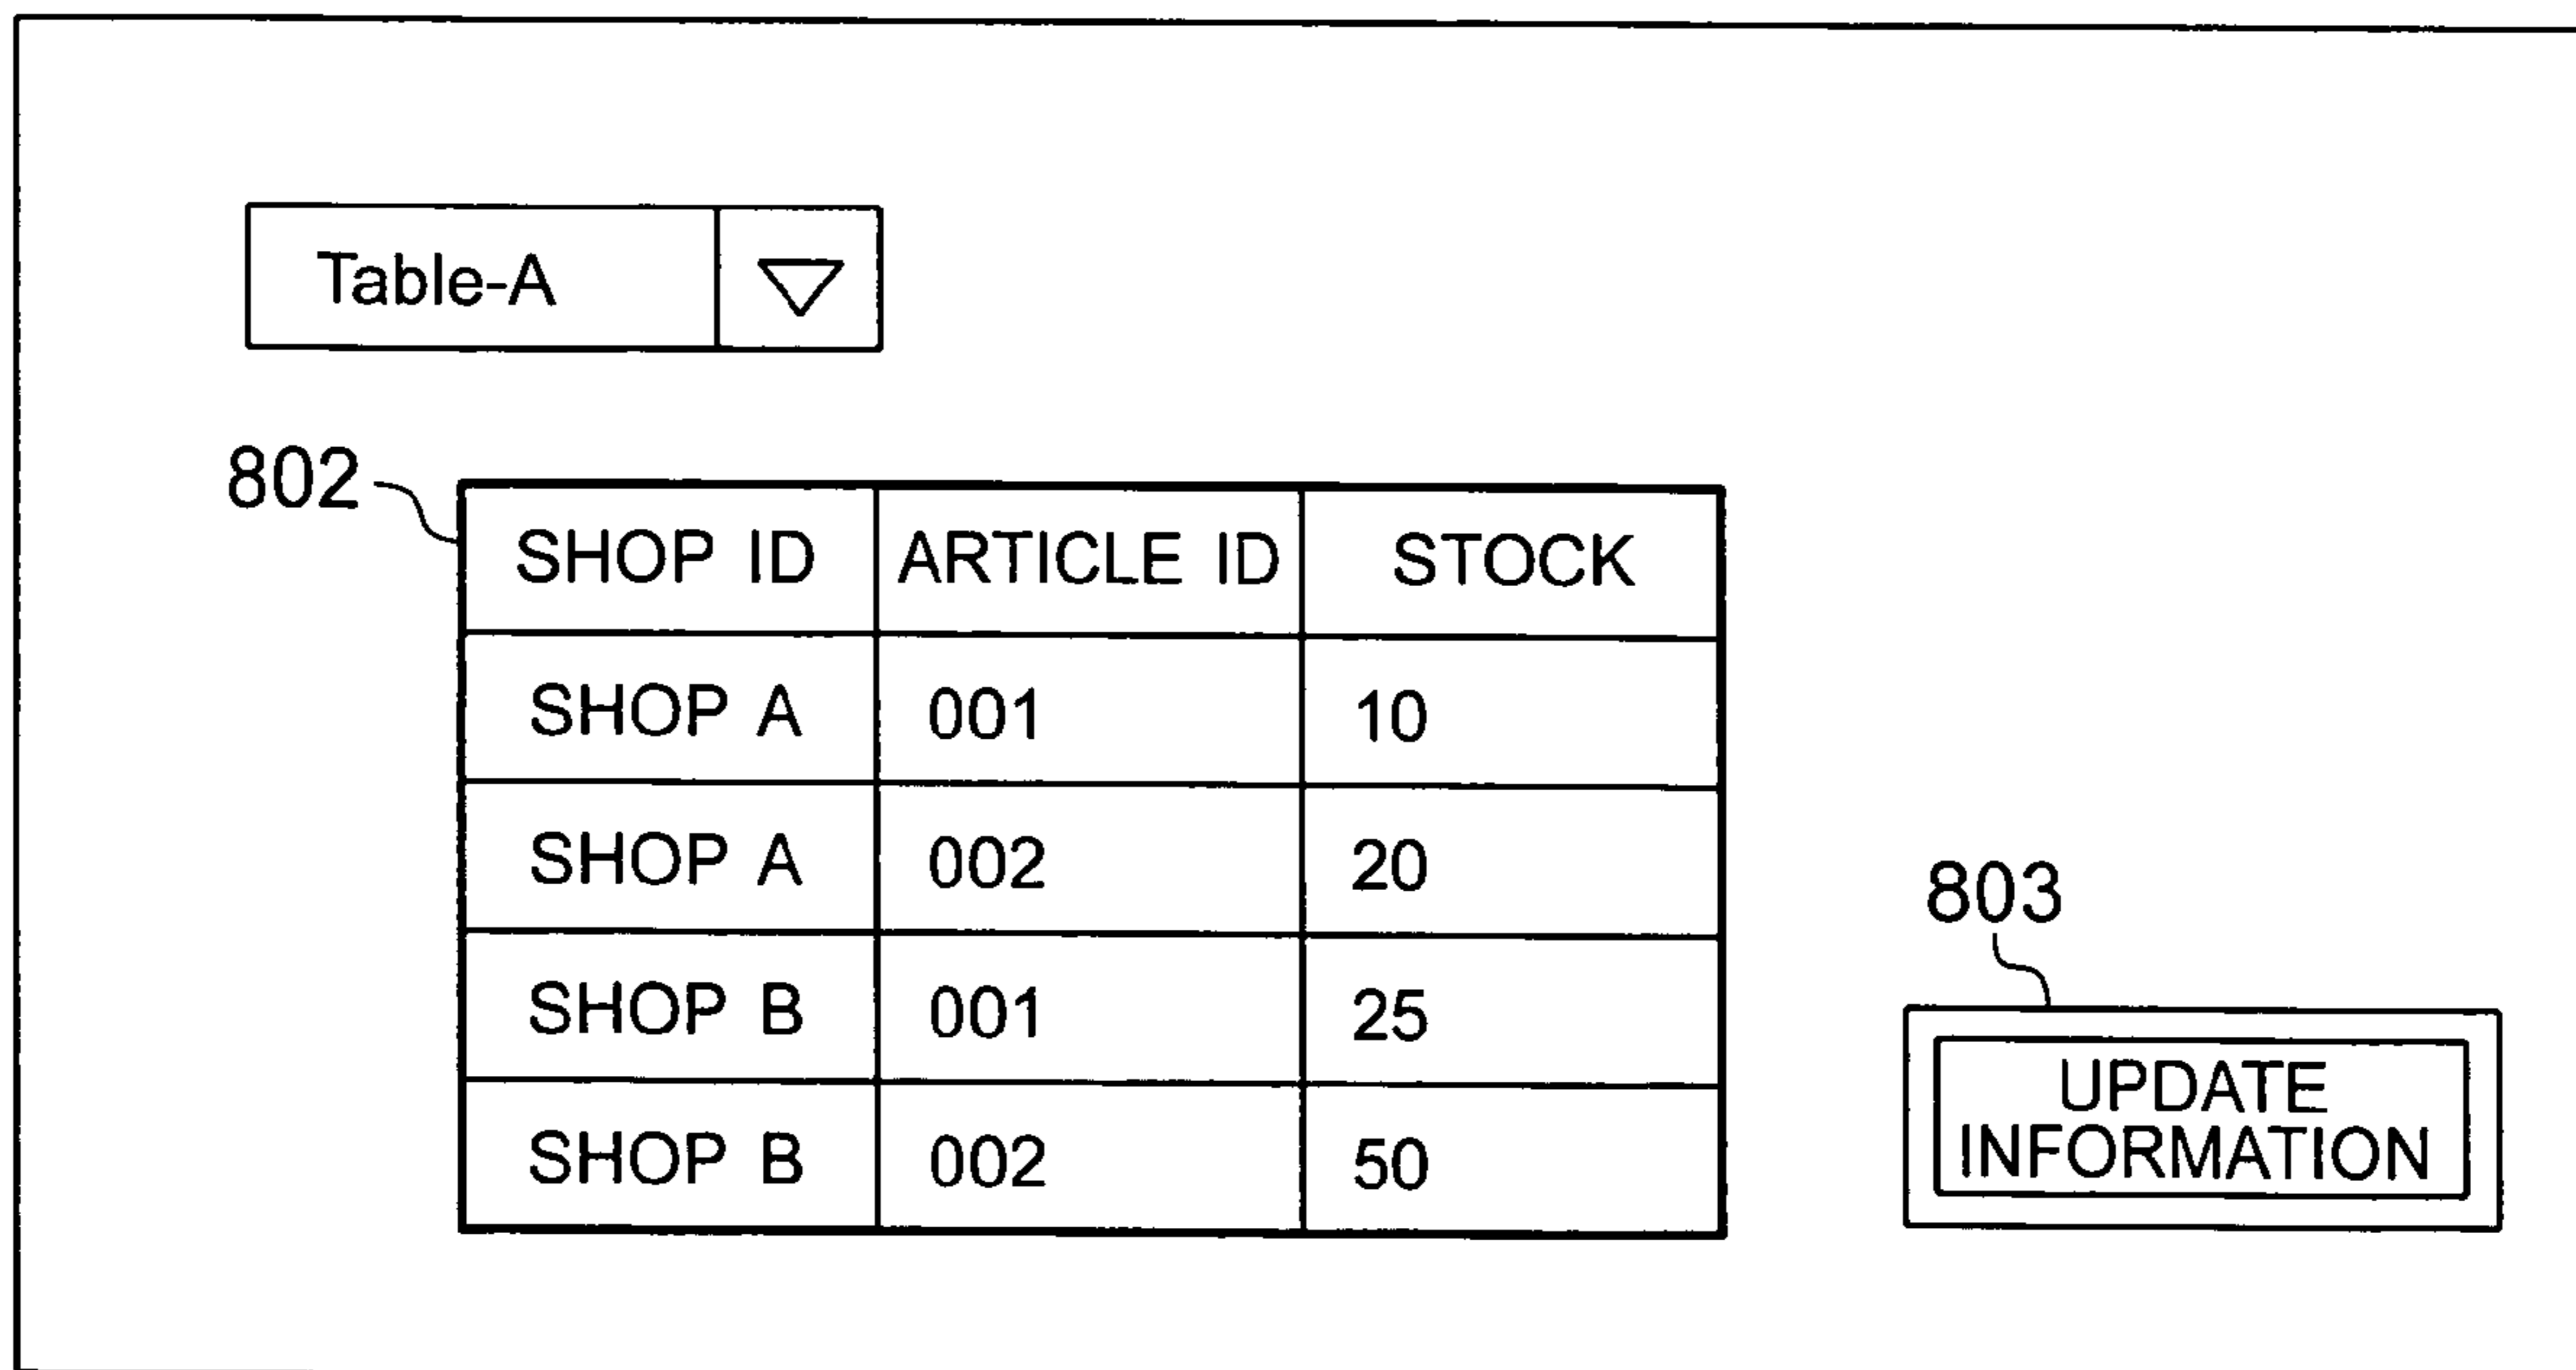 Table-A
802
SHOP ID ARTICLE ID STOCK
SHOP A 001 10
SHOP A 002 20
SHOP B 001 25
SHOP B 002 50
803
UPDATE
INFORMATION